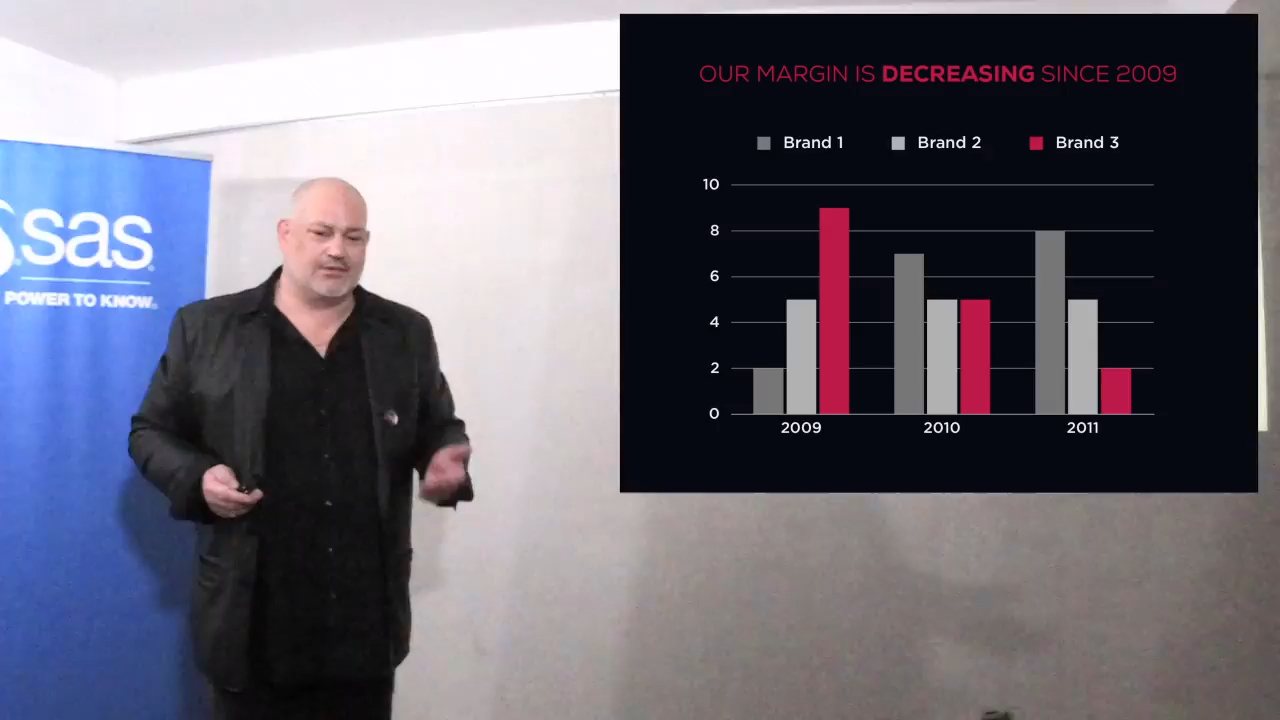 sas
POWER TO KNOW
OUR MARGIN IS DECREASING SINCE 2009
Brand 1 Brand 2 Brand 3
10
8
6
4
2
0
2009 2010 2011